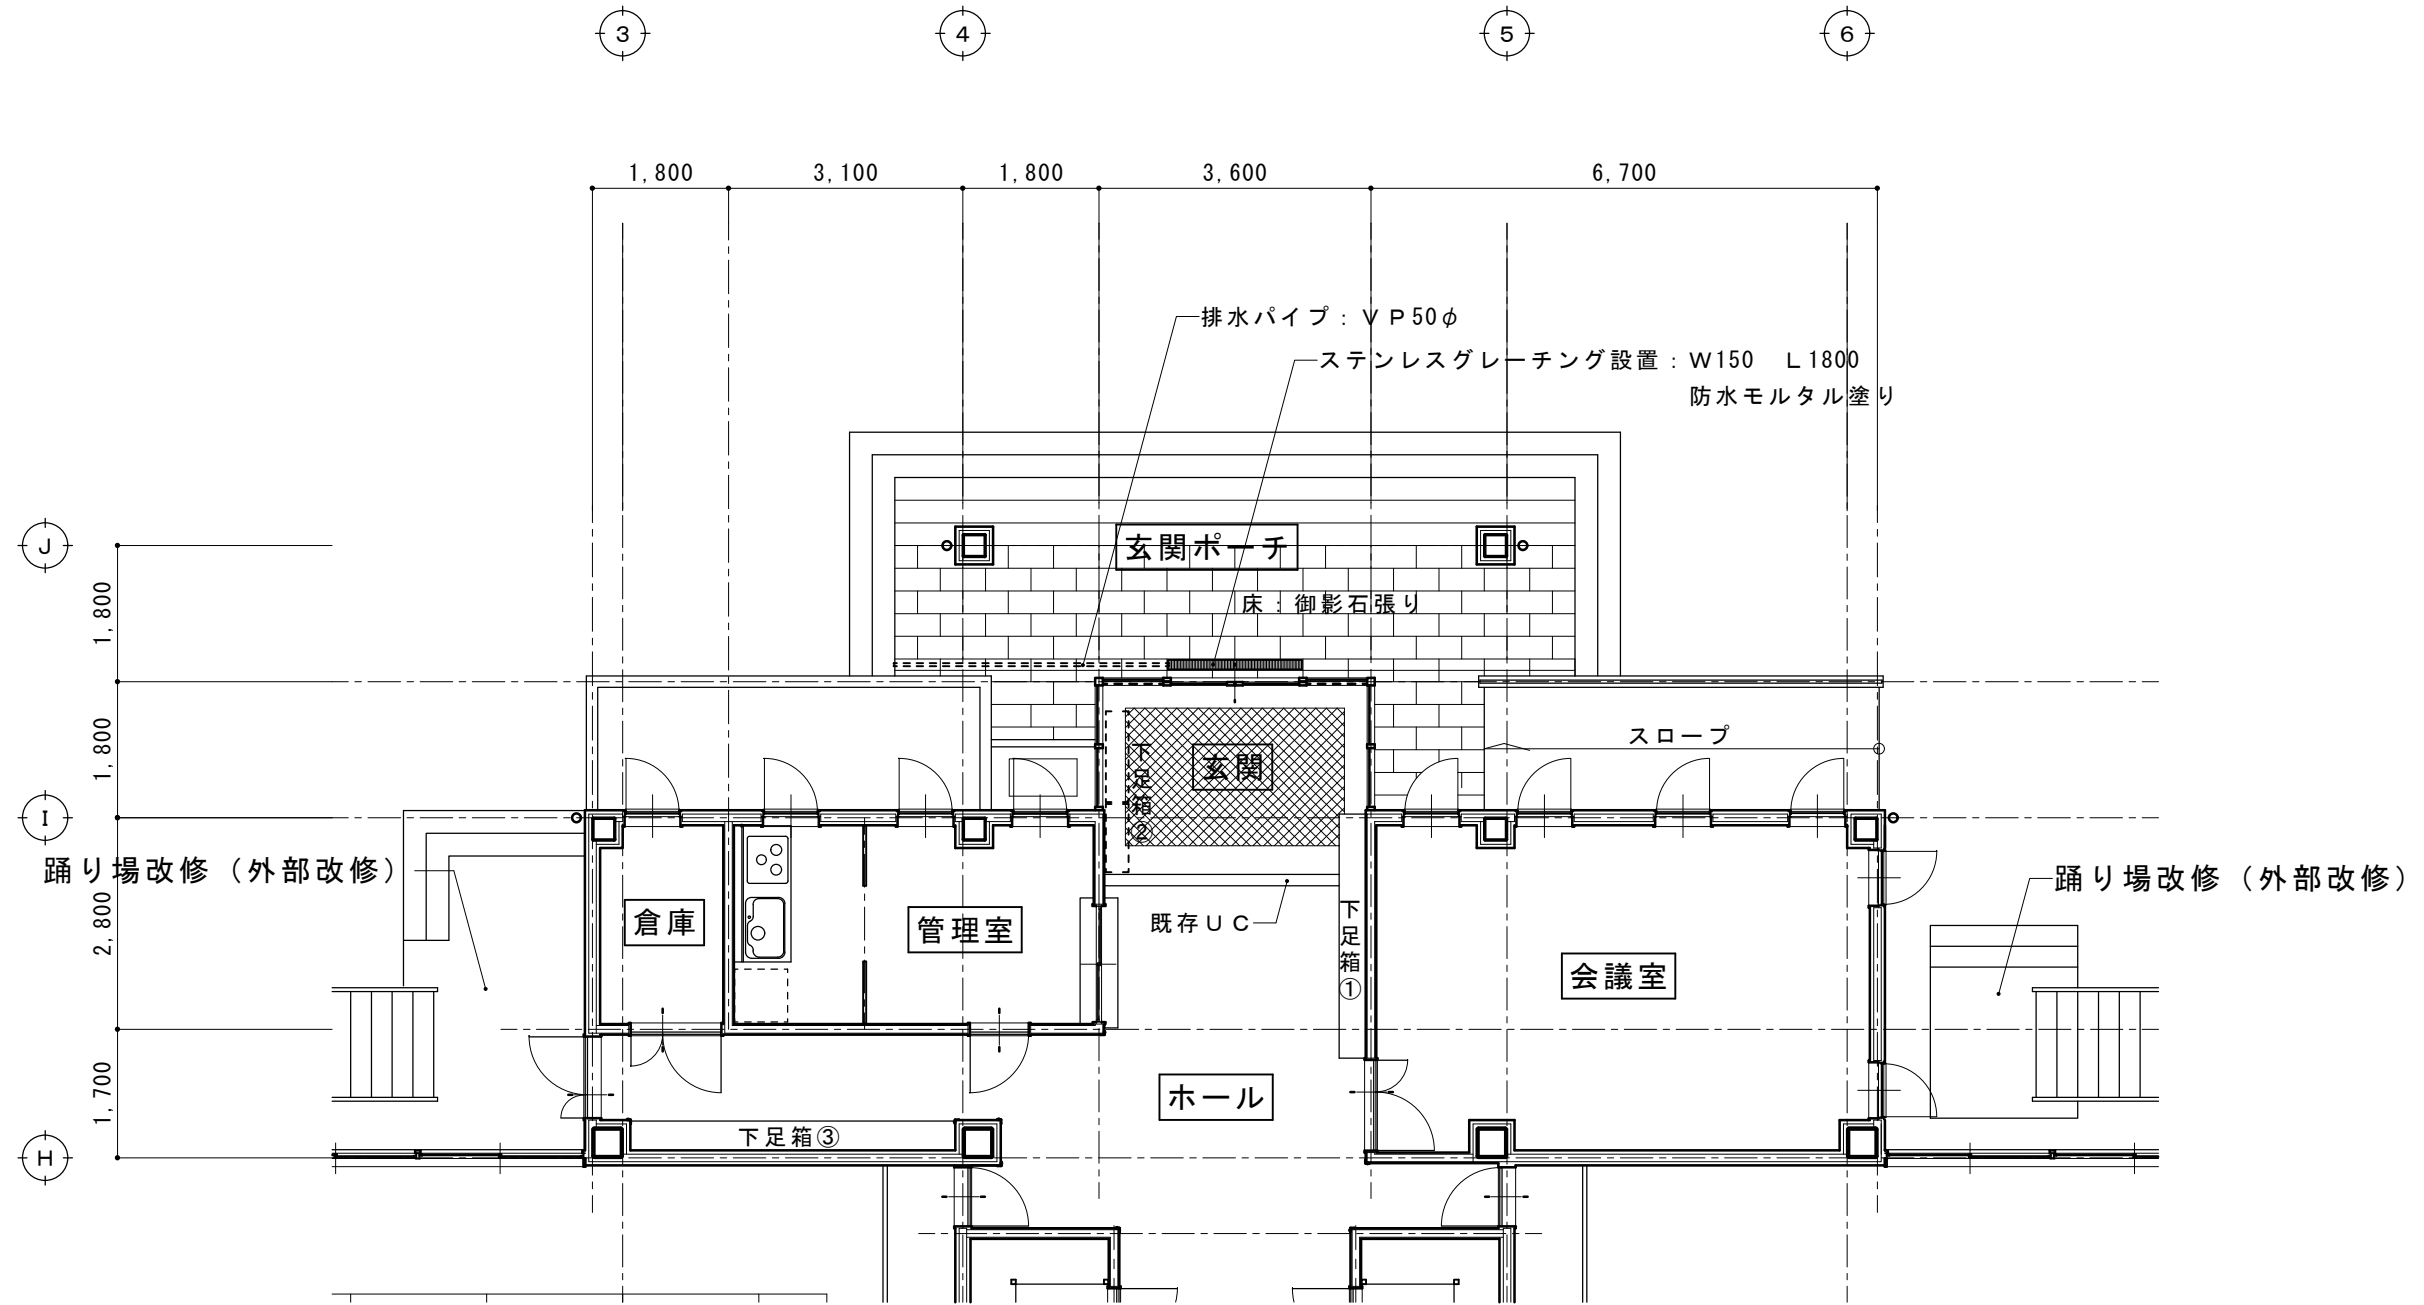 3
4
5
6
1,800
3,100
1,800
3,600
6,700
排水パイプ：ＶＰ50φ
ステンレスグレーチング設置：Ｗ150　Ｌ1800
防水モルタル塗り
J
玄関ポーチ
1,800
床：御影石張り
1,800
スロープ
下足箱②
玄関
I
踊り場改修（外部改修）
踊り場改修（外部改修）
2,800
倉庫
管理室
既存ＵＣ
下足箱①
会議室
1,700
ホール
下足箱③
H